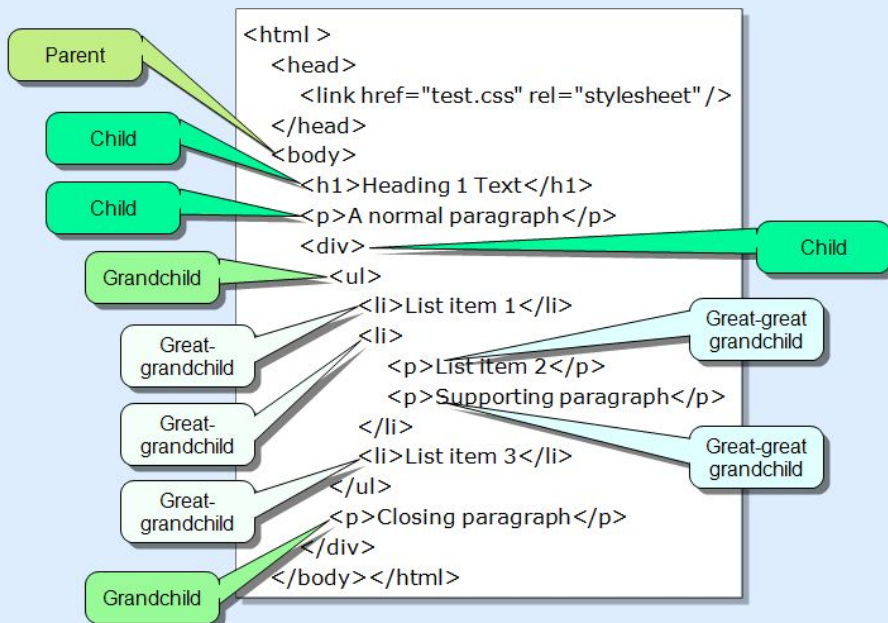 <html >
<head>
<link href="test.css" rel="stylesheet"/>
</head>
<body>
<h1>Heading 1 Text</h1>
<p>A normal paragraph</p>
<div>
<ul>
<li>List item 1</li>
<li>
<p>List item 2</p>
<p>Supporting paragraph</p>
</li>
<li>List item 3</li>
</ul>
<p>Closing paragraph</p>
</div>
</body></html>
Parent
Child
Child
Grandchild
Great-
grandchild
Great-
grandchild
Great-
grandchild
Grandchild
Child
Great-great
grandchild
Great-great
grandchild